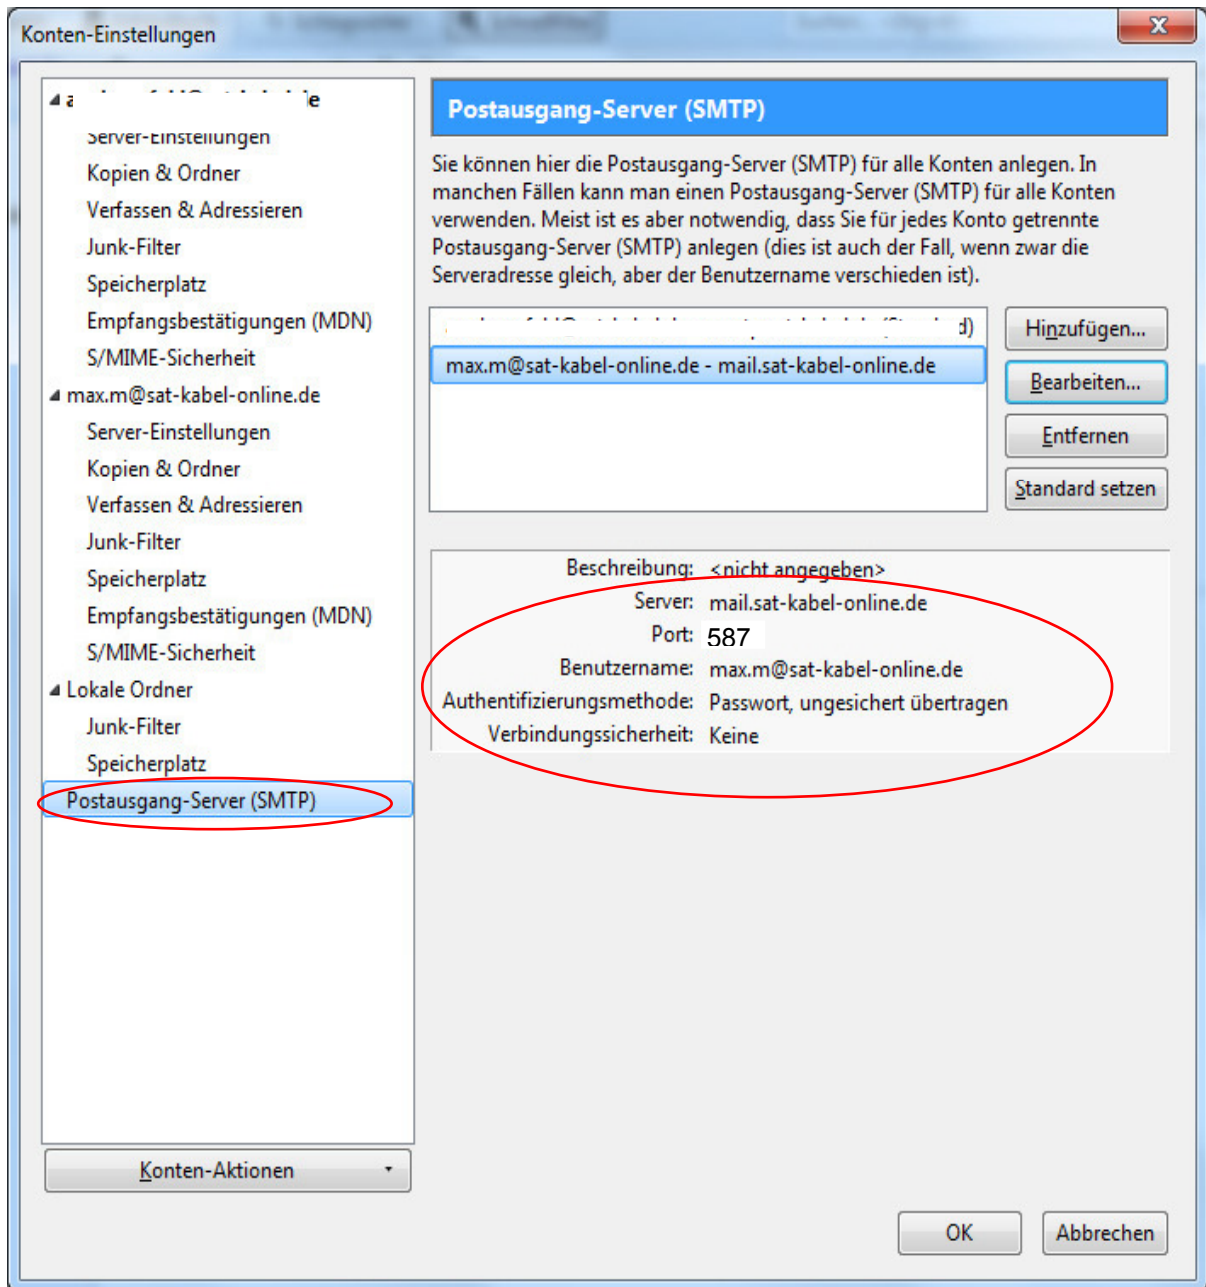 Konten-Einstellungen
Server-Einstellungen
Kopien & Ordner
Verfassen & Adressieren
Junk-Filter
Speicherplatz
Empfangsbestätigungen (MDN)
S/MIME-Sicherheit
max.m@sat-kabel-online.de
Server-Einstellungen
Kopien & Ordner
Verfassen & Adressieren
Junk-Filter
Speicherplatz
Empfangsbestätigungen (MDN)
S/MIME-Sicherheit
Lokale Ordner
Junk-Filter
Speicherplatz
Postausgang-Server (SMTP)
Konten-Aktionen
Postausgang-Server (SMTP)
Sie können hier die Postausgang-Server (SMTP) für alle Konten anlegen. In
manchen Fällen kann man einen Postausgang-Server (SMTP) für alle Konten
verwenden. Meist ist es aber notwendig, dass Sie für jedes Konto getrennte
Postausgang-Server (SMTP) anlegen (dies ist auch der Fall, wenn zwar die
Serveradresse gleich, aber der Benutzername verschieden ist).
max.m@sat-kabel-online.de - mail.sat-kabel-online.de
Hinzufügen...
Bearbeiten...
Entfernen
Standard setzen
Beschreibung: <nicht angegeben>
Server: mail.sat-kabel-online.de
Port: 587
Benutzername: max.m@sat-kabel-online.de
Authentifizierungsmethode: Passwort, ungesichert übertragen
Verbindungssicherheit: Keine
OK
Abbrechen